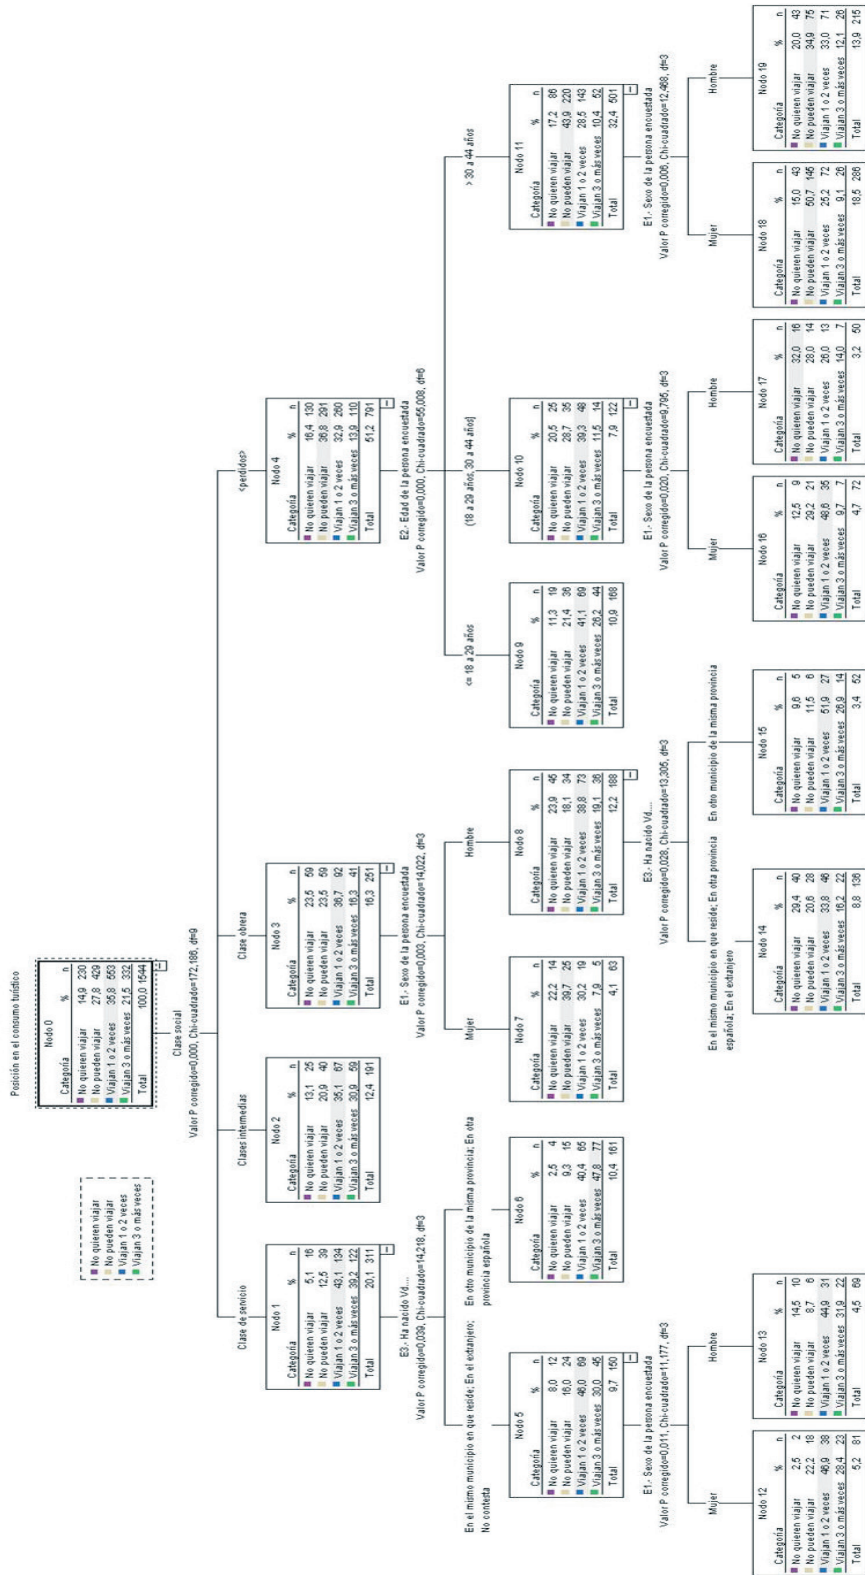 Posición en el consumo turístico
Nodo 0
Categoría % n
No quieren viajar 14,9 230
No pueden viajar 27,8 429
Viajan 1 o 2 veces 35,8 553
Viajan 3 o más veces 21,5 332
Total 100,0 1544
No quieren viajar
No pueden viajar
Viajan 1 o 2 veces
Viajan 3 o más veces
Clase social
Valor P corregido=0,000, Chi-cuadrado=172,186, df=9
Clase de servicio
Clases intermedias
Clase obrera
<perdidos>
Nodo 1
Categoría % n
No quieren viajar 5,1 16
No pueden viajar 12,5 39
Viajan 1 o 2 veces 43,1 134
Viajan 3 o más veces 39,2 122
Total 20,1 311
Nodo 2
Categoría % n
No quieren viajar 13,1 25
No pueden viajar 20,9 40
Viajan 1 o 2 veces 35,1 67
Viajan 3 o más veces 30,9 59
Total 12,4 191
Nodo 3
Categoría % n
No quieren viajar 23,5 59
No pueden viajar 23,5 59
Viajan 1 o 2 veces 36,7 92
Viajan 3 o más veces 16,3 41
Total 16,3 251
Nodo 4
Categoría % n
No quieren viajar 16,4 130
No pueden viajar 36,8 291
Viajan 1 o 2 veces 32,9 260
Viajan 3 o más veces 13,9 110
Total 51,2 791
E3.- Ha nacido Vd....
Valor P corregido=0,039, Chi-cuadrado=14,218, df=3
E1.- Sexo de la persona encuestada
Valor P corregido=0,003, Chi-cuadrado=14,022, df=3
E2.- Edad de la persona encuestada
Valor P corregido=0,000, Chi-cuadrado=55,008, df=6
En el mismo municipio en que reside; En el extranjero;
No contesta
En otro municipio de la misma provincia; En otra
provincia española
Mujer
Hombre
<= 18 a 29 años
(18 a 29 años, 30 a 44 años]
> 30 a 44 años
Nodo 5
Categoría % n
No quieren viajar 8,0 12
No pueden viajar 16,0 24
Viajan 1 o 2 veces 46,0 69
Viajan 3 o más veces 30,0 45
Total 9,7 150
Nodo 6
Categoría % n
No quieren viajar 2,5 4
No pueden viajar 9,3 15
Viajan 1 o 2 veces 40,4 65
Viajan 3 o más veces 47,8 77
Total 10,4 161
Nodo 7
Categoría % n
No quieren viajar 22,2 14
No pueden viajar 39,7 25
Viajan 1 o 2 veces 30,2 19
Viajan 3 o más veces 7,9 5
Total 4,1 63
Nodo 8
Categoría % n
No quieren viajar 23,9 45
No pueden viajar 18,1 34
Viajan 1 o 2 veces 38,8 73
Viajan 3 o más veces 19,1 36
Total 12,2 188
Nodo 9
Categoría % n
No quieren viajar 11,3 19
No pueden viajar 21,4 36
Viajan 1 o 2 veces 41,1 69
Viajan 3 o más veces 26,2 44
Total 10,9 168
Nodo 10
Categoría % n
No quieren viajar 20,5 25
No pueden viajar 28,7 35
Viajan 1 o 2 veces 39,3 48
Viajan 3 o más veces 11,5 14
Total 7,9 122
Nodo 11
Categoría % n
No quieren viajar 17,2 86
No pueden viajar 43,9 220
Viajan 1 o 2 veces 28,5 143
Viajan 3 o más veces 10,4 52
Total 32,4 501
E1.- Sexo de la persona encuestada
Valor P corregido=0,011, Chi-cuadrado=11,177, df=3
E3.- Ha nacido Vd....
Valor P corregido=0,028, Chi-cuadrado=13,305, df=3
E1.- Sexo de la persona encuestada
Valor P corregido=0,020, Chi-cuadrado=9,795, df=3
E1.- Sexo de la persona encuestada
Valor P corregido=0,006, Chi-cuadrado=12,468, df=3
Mujer
Hombre
En el mismo municipio en que reside; En otra provincia
española; En el extranjero
En otro municipio de la misma provincia
Mujer
Hombre
Mujer
Hombre
Nodo 12
Categoría % n
No quieren viajar 2,5 2
No pueden viajar 22,2 18
Viajan 1 o 2 veces 46,9 38
Viajan 3 o más veces 28,4 23
Total 5,2 81
Nodo 13
Categoría % n
No quieren viajar 14,5 10
No pueden viajar 8,7 6
Viajan 1 o 2 veces 44,9 31
Viajan 3 o más veces 31,9 22
Total 4,5 69
Nodo 14
Categoría % n
No quieren viajar 29,4 40
No pueden viajar 20,6 28
Viajan 1 o 2 veces 33,8 46
Viajan 3 o más veces 16,2 22
Total 8,8 136
Nodo 15
Categoría % n
No quieren viajar 9,6 5
No pueden viajar 11,5 6
Viajan 1 o 2 veces 51,9 27
Viajan 3 o más veces 26,9 14
Total 3,4 52
Nodo 16
Categoría % n
No quieren viajar 12,5 9
No pueden viajar 29,2 21
Viajan 1 o 2 veces 48,6 35
Viajan 3 o más veces 9,7 7
Total 4,7 72
Nodo 17
Categoría % n
No quieren viajar 32,0 16
No pueden viajar 28,0 14
Viajan 1 o 2 veces 26,0 13
Viajan 3 o más veces 14,0 7
Total 3,2 50
Nodo 18
Categoría % n
No quieren viajar 15,0 43
No pueden viajar 50,7 145
Viajan 1 o 2 veces 25,2 72
Viajan 3 o más veces 9,1 26
Total 18,5 286
Nodo 19
Categoría % n
No quieren viajar 20,0 43
No pueden viajar 34,9 75
Viajan 1 o 2 veces 33,0 71
Viajan 3 o más veces 12,1 26
Total 13,9 215